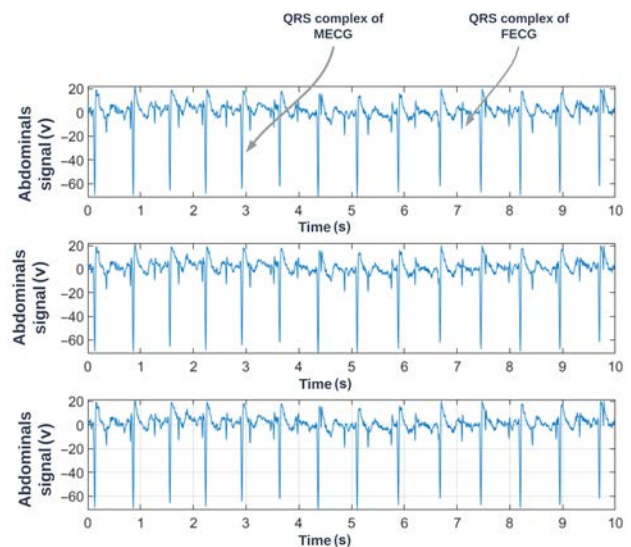 QRS complex of
MECG
QRS complex of
FECG
Abdominals
signal (v)
20
0
−20
−40
−60
0 1 2 3 4 5 6 7 8 9 10
Time (s)
Abdominals
signal (v)
20
0
−20
−40
−60
0 1 2 3 4 5 6 7 8 9 10
Time (s)
Abdominals
signal (v)
20
0
−20
−40
−60
0 1 2 3 4 5 6 7 8 9 10
Time (s)